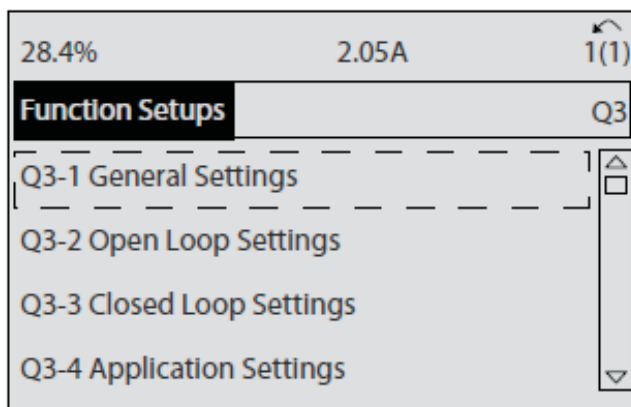 28.4% 2.05A 1(1)
Function Setups Q3
Q3-1 General Settings
Q3-2 Open Loop Settings
Q3-3 Closed Loop Settings
Q3-4 Application Settings